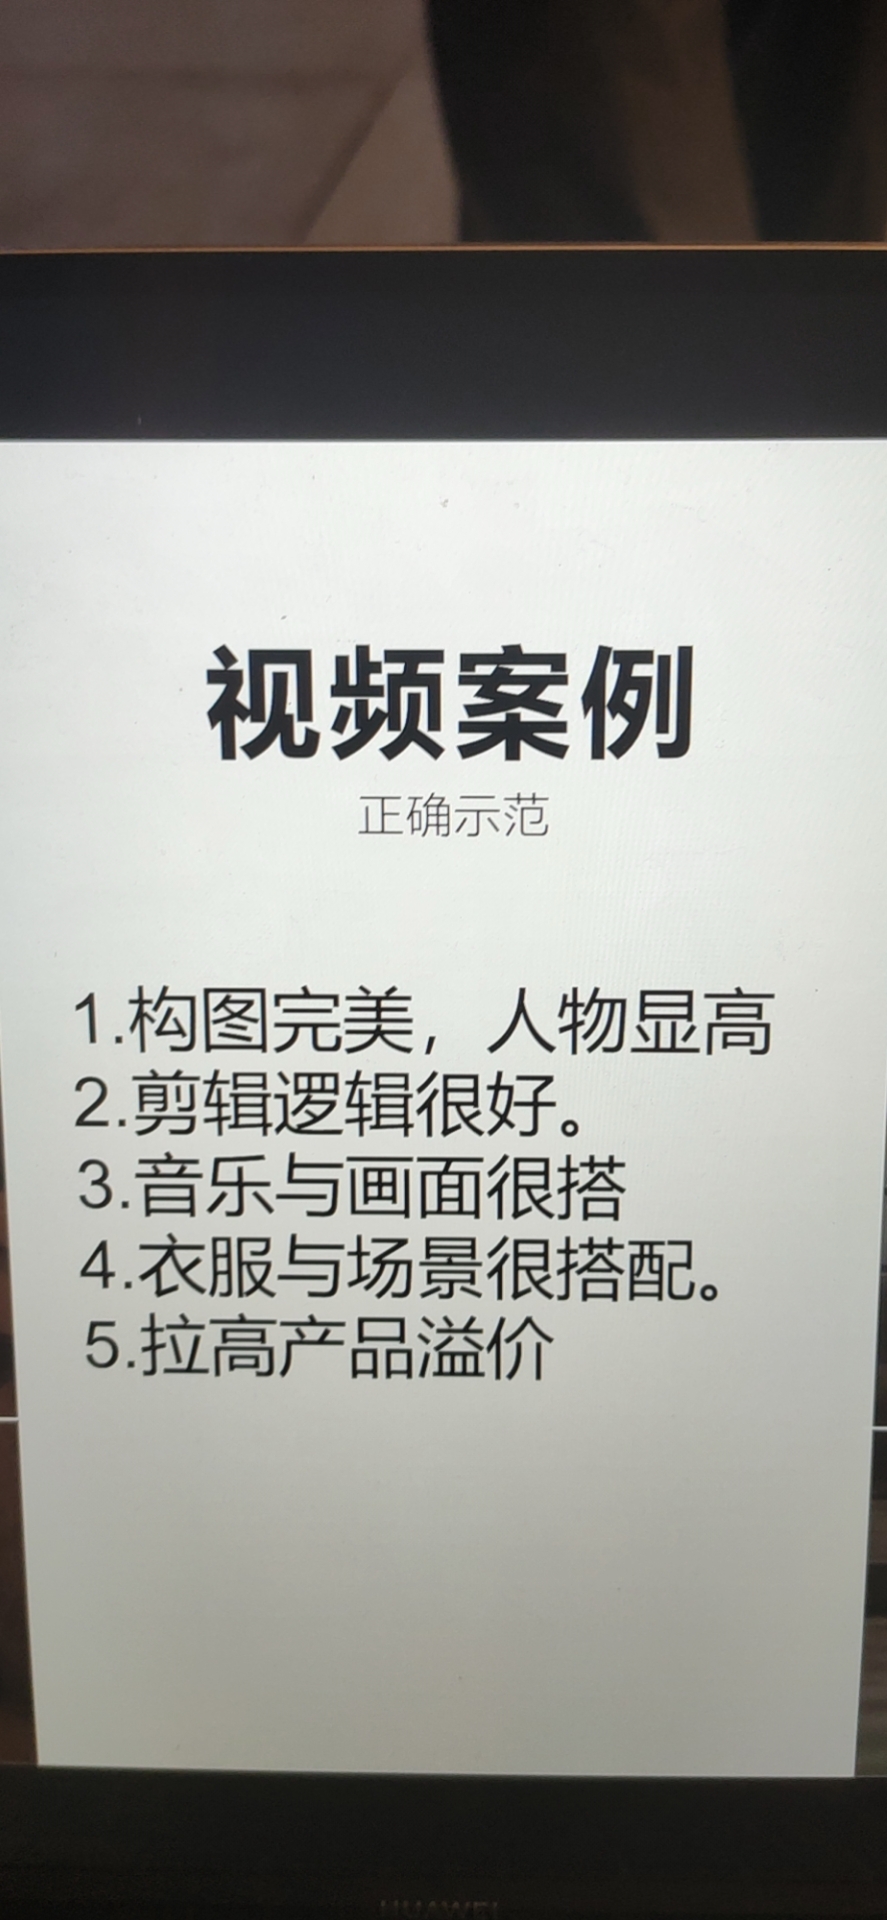 视频案例
正确示范
1.构图完美，人物显高
2.剪辑逻辑很好。
3.音乐与画面很搭
4.衣服与场景很搭配。
5.拉高产品溢价
HUAWEI